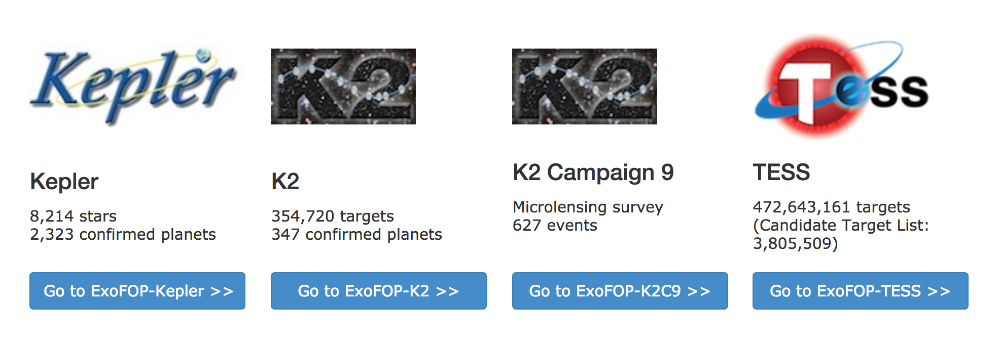 Kepler
K2
K2
Tess
Kepler
8,214 stars
2,323 confirmed planets
Go to ExoFOP-Kepler >>
K2
354,720 targets
347 confirmed planets
Go to ExoFOP-K2 >>
K2 Campaign 9
Microlensing survey
627 events
Go to ExoFOP-K2C9 >>
TESS
472,643,161 targets
(Candidate Target List:
3,805,509)
Go to ExoFOP-TESS >>